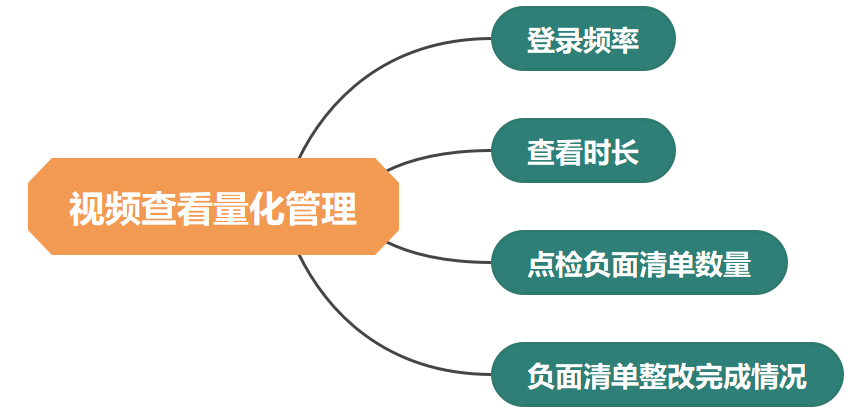 登录频率
查看时长
视频查看量化管理
点检负面清单数量
负面清单整改完成情况